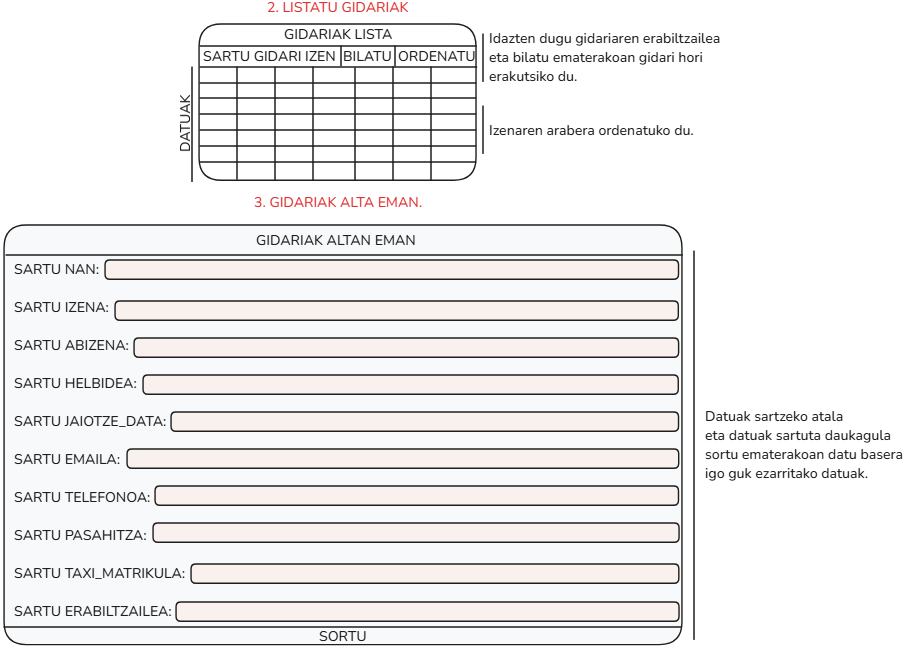 2. LISTATU GIDARIAK
GIDARIAK LISTA
SARTU GIDARI IZEN BILATU ORDENATU
DATUAK
Idazten dugu gidariaren erabiltzailea
eta bilatu ematerakoan gidari hori
erakutsiko du.
Izenaren arabera ordenatuko du.
3. GIDARIAK ALTA EMAN.
GIDARIAK ALTAN EMAN
SARTU NAN:
SARTU IZENA:
SARTU ABIZENA:
SARTU HELBIDEA:
SARTU JAIOTZE_DATA:
SARTU EMAILA:
SARTU TELEFONOA:
SARTU PASAHITZA:
SARTU TAXI_MATRIKULA:
SARTU ERABILTZAILEA:
SORTU
Datuak sartzeko atala
eta datuak sartuta daukagula
sortu ematerakoan datu basera
igo guk ezarritako datuak.